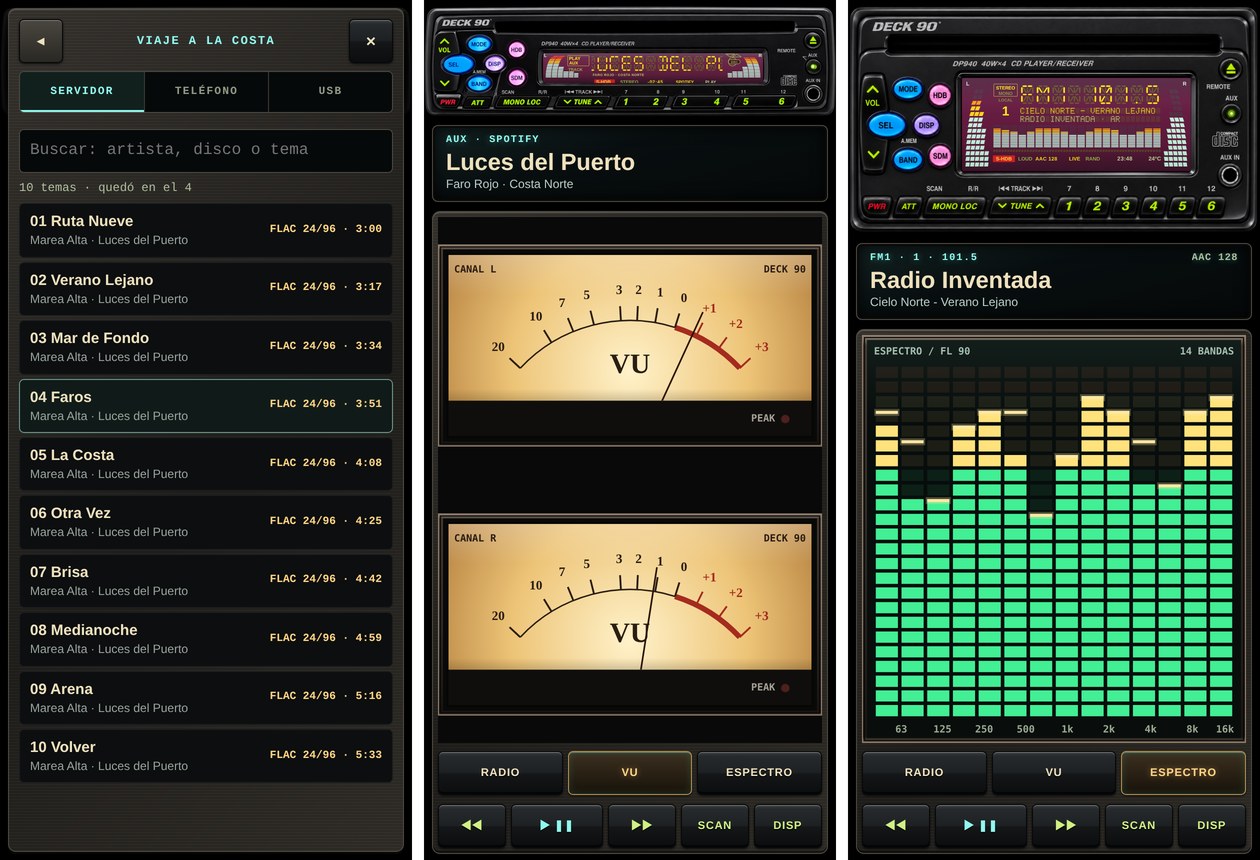 VIAJE A LA COSTA
SERVIDOR TELÉFONO USB
Buscar: artista, disco o tema
10 temas · quedó en el 4
01 Ruta Nueve
Marea Alta · Luces del Puerto
FLAC 24/96 · 3:00
02 Verano Lejano
Marea Alta · Luces del Puerto
FLAC 24/96 · 3:17
03 Mar de Fondo
Marea Alta · Luces del Puerto
FLAC 24/96 · 3:34
04 Faros
Marea Alta · Luces del Puerto
FLAC 24/96 · 3:51
05 La Costa
Marea Alta · Luces del Puerto
FLAC 24/96 · 4:08
06 Otra Vez
Marea Alta · Luces del Puerto
FLAC 24/96 · 4:25
07 Brisa
Marea Alta · Luces del Puerto
FLAC 24/96 · 4:42
08 Medianoche
Marea Alta · Luces del Puerto
FLAC 24/96 · 4:59
09 Arena
Marea Alta · Luces del Puerto
FLAC 24/96 · 5:16
10 Volver
Marea Alta · Luces del Puerto
FLAC 24/96 · 5:33
DECK 90
DP940 40W×4 CD PLAYER/RECEIVER
VOL MODE HDB
SEL DISP
A.MEM
BAND SDM
LUCES DEL PU
PLAY
AUX
TRACK
REMOTE
AUX
AUX IN
SCAN R/R TRACK 7 8 9 10 11 12
PWR ATT MONO LOC TUNE 1 2 3 4 5 6
AUX · SPOTIFY
Luces del Puerto
Faro Rojo · Costa Norte
CANAL L DECK 90
20 10 7 5 3 2 1 0 +1 +2 +3
VU
PEAK
CANAL R DECK 90
20 10 7 5 3 2 1 0 +1 +2 +3
VU
PEAK
RADIO VU ESPECTRO
SCAN DISP
DECK 90
DP940 40W×4 CD PLAYER/RECEIVER
VOL MODE HDB
SEL DISP
A.MEM
BAND SDM
L R
STEREO
MONO
LOCAL
FM1 101.5
1
CIELO NORTE - VERANO LEJANO
RADIO INVENTADA AR
S-HDB LOUD AAC 128 LIVE RAND 23:48 24°C
REMOTE
AUX
COMPACT
disc
AUX IN
SCAN R/R TRACK 7 8 9 10 11 12
PWR ATT MONO LOC TUNE 1 2 3 4 5 6
FM1 · 1 · 101.5 AAC 128
Radio Inventada
Cielo Norte - Verano Lejano
ESPECTRO / FL 90 14 BANDAS
63 125 250 500 1k 2k 4k 8k 16k
RADIO VU ESPECTRO
SCAN DISP